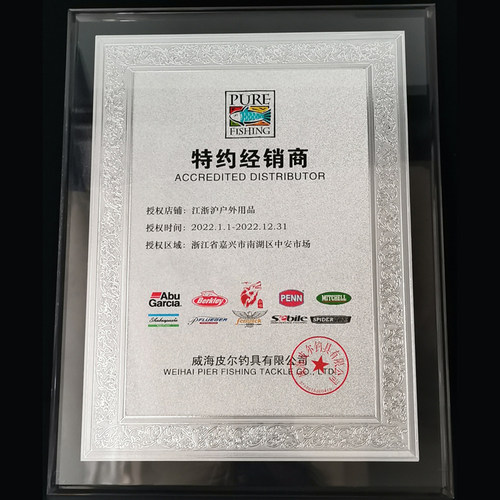 PURE
FISHING
特约经销商
ACCREDITED DISTRIBUTOR
授权店铺：江浙沪户外用品
授权时间：2022.1.1-2022.12.31
授权区域：浙江省嘉兴市南湖区中安市场
Abu Garcia Berkley PENN MITCHELL
PFLUEGER Fenwick Sebile SPIDER
威海皮尔钓具有限公司
WEIHAI PIER FISHING TACKLE CO., LTD